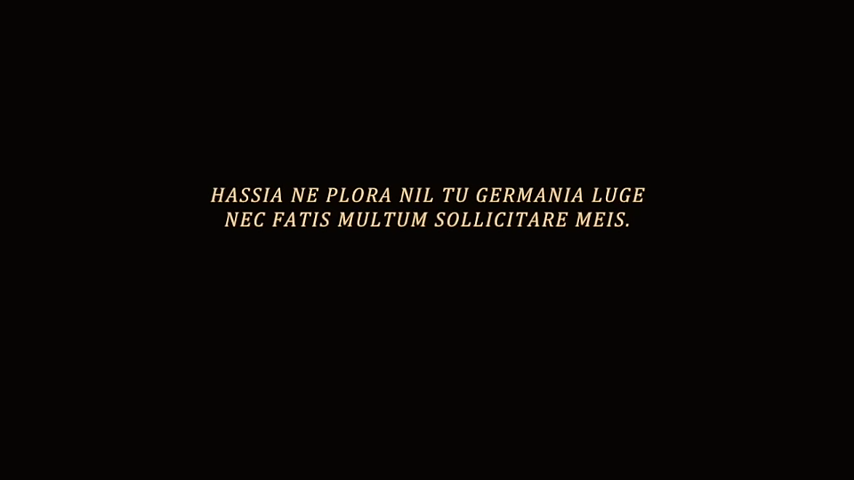 HASSIA NE PLORA NIL TU GERMANIA LUGE
NEC FATIS MULTUM SOLLICITARE MEIS.